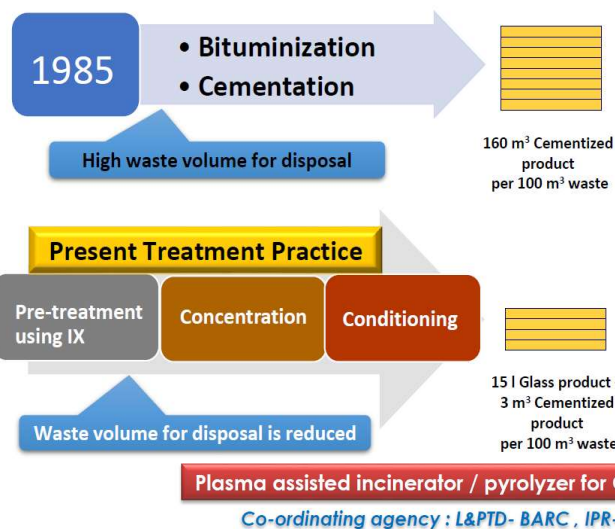 1985
• Bituminization
• Cementation
High waste volume for disposal
160 m³ Cementized
product
per 100 m³ waste
Present Treatment Practice
Pre-treatment
using IX
Concentration
Conditioning
Waste volume for disposal is reduced
15 l Glass product
3 m³ Cementized
product
per 100 m³ waste
Plasma assisted incinerator / pyrolyzer for
Co-ordinating agency : L&PTD- BARC , IPR-